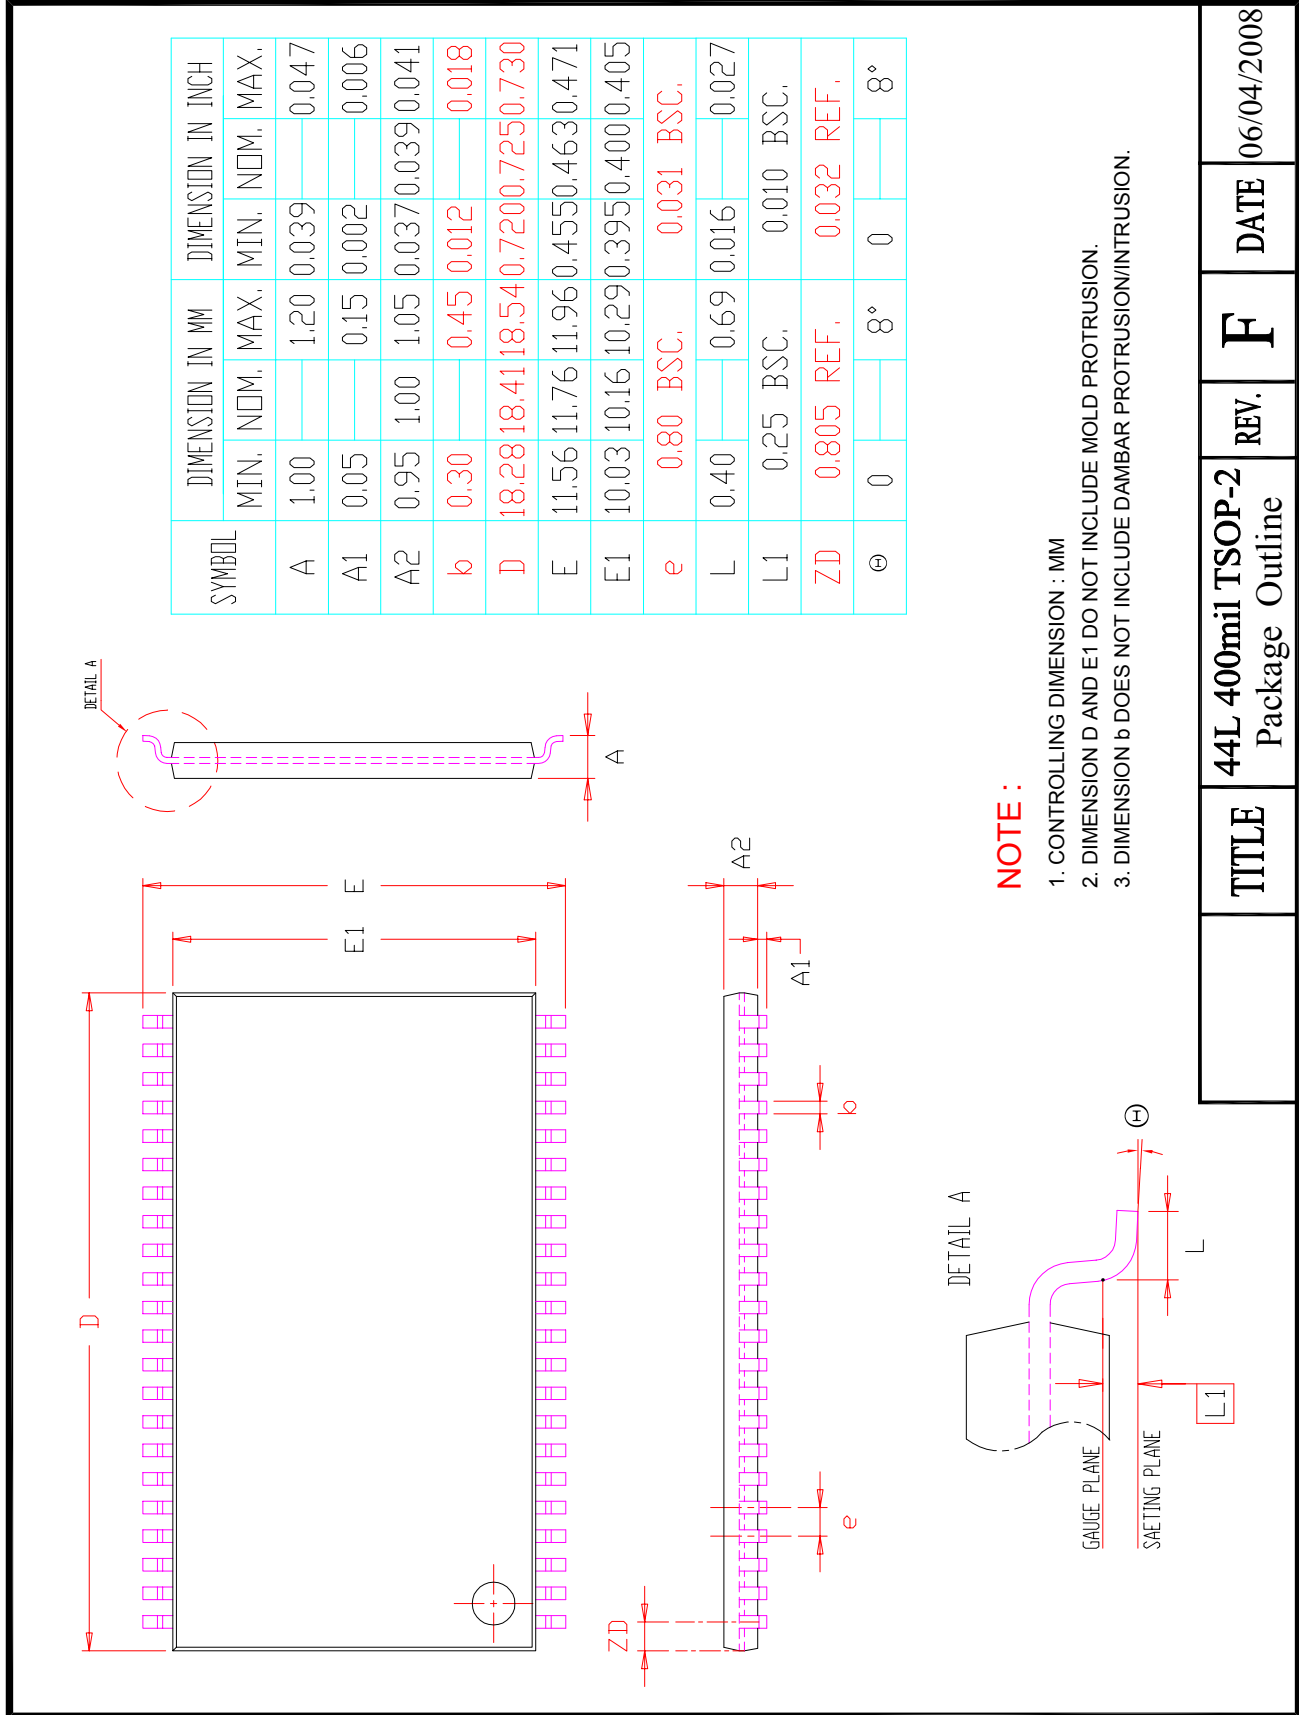 D
E1
E
DETAIL A
A
ZD
e
b
A1
A2
SYMBOL DIMENSION IN MM DIMENSION IN INCH
MIN. NOM. MAX. MIN. NOM. MAX.
A 1.00 1.20 0.039 0.047
A1 0.05 0.15 0.002 0.006
A2 0.95 1.00 1.05 0.037 0.039 0.041
b 0.30 0.45 0.012 0.018
D 18.28 18.41 18.54 0.720 0.725 0.730
E 11.56 11.76 11.96 0.455 0.463 0.471
E1 10.03 10.16 10.29 0.395 0.400 0.405
e 0.80 BSC. 0.031 BSC.
L 0.40 0.69 0.016 0.027
L1 0.25 BSC. 0.010 BSC.
ZD 0.805 REF. 0.032 REF.
Θ 0 8° 0 8°
DETAIL A
GAUGE PLANE
SAETING PLANE
L1
L
Θ
NOTE :
1. CONTROLLING DIMENSION : MM
2. DIMENSION D AND E1 DO NOT INCLUDE MOLD PROTRUSION.
3. DIMENSION b DOES NOT INCLUDE DAMBAR PROTRUSION/INTRUSION.
TITLE 44L 400mil TSOP-2 REV. F DATE 06/04/2008
Package Outline